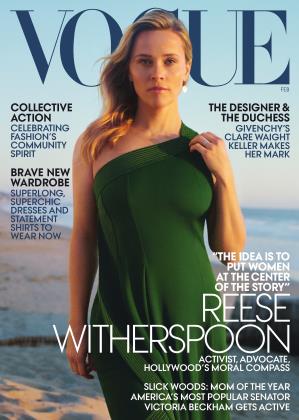 VOGUE
FEB
COLLECTIVE
ACTION
CELEBRATING
FASHION'S
COMMUNITY
SPIRIT
BRAVE NEW
WARDROBE
SUPERLONG,
SUPERCHIC
DRESSES AND
STATEMENT
SHIRTS TO
WEAR NOW
THE DESIGNER &
THE DUCHESS
GIVENCHY'S
CLARE WAIGHT
KELLER MAKES
HER MARK
"THE IDEA IS TO
PUT WOMEN
AT THE CENTER
OF THE STORY"
REESE
WITHERSPOON
ACTIVIST, ADVOCATE,
HOLLYWOOD'S MORAL COMPASS
SLICK WOODS: MOM OF THE YEAR
AMERICA'S MOST POPULAR SENATOR
VICTORIA BECKHAM GETS ACTIVE